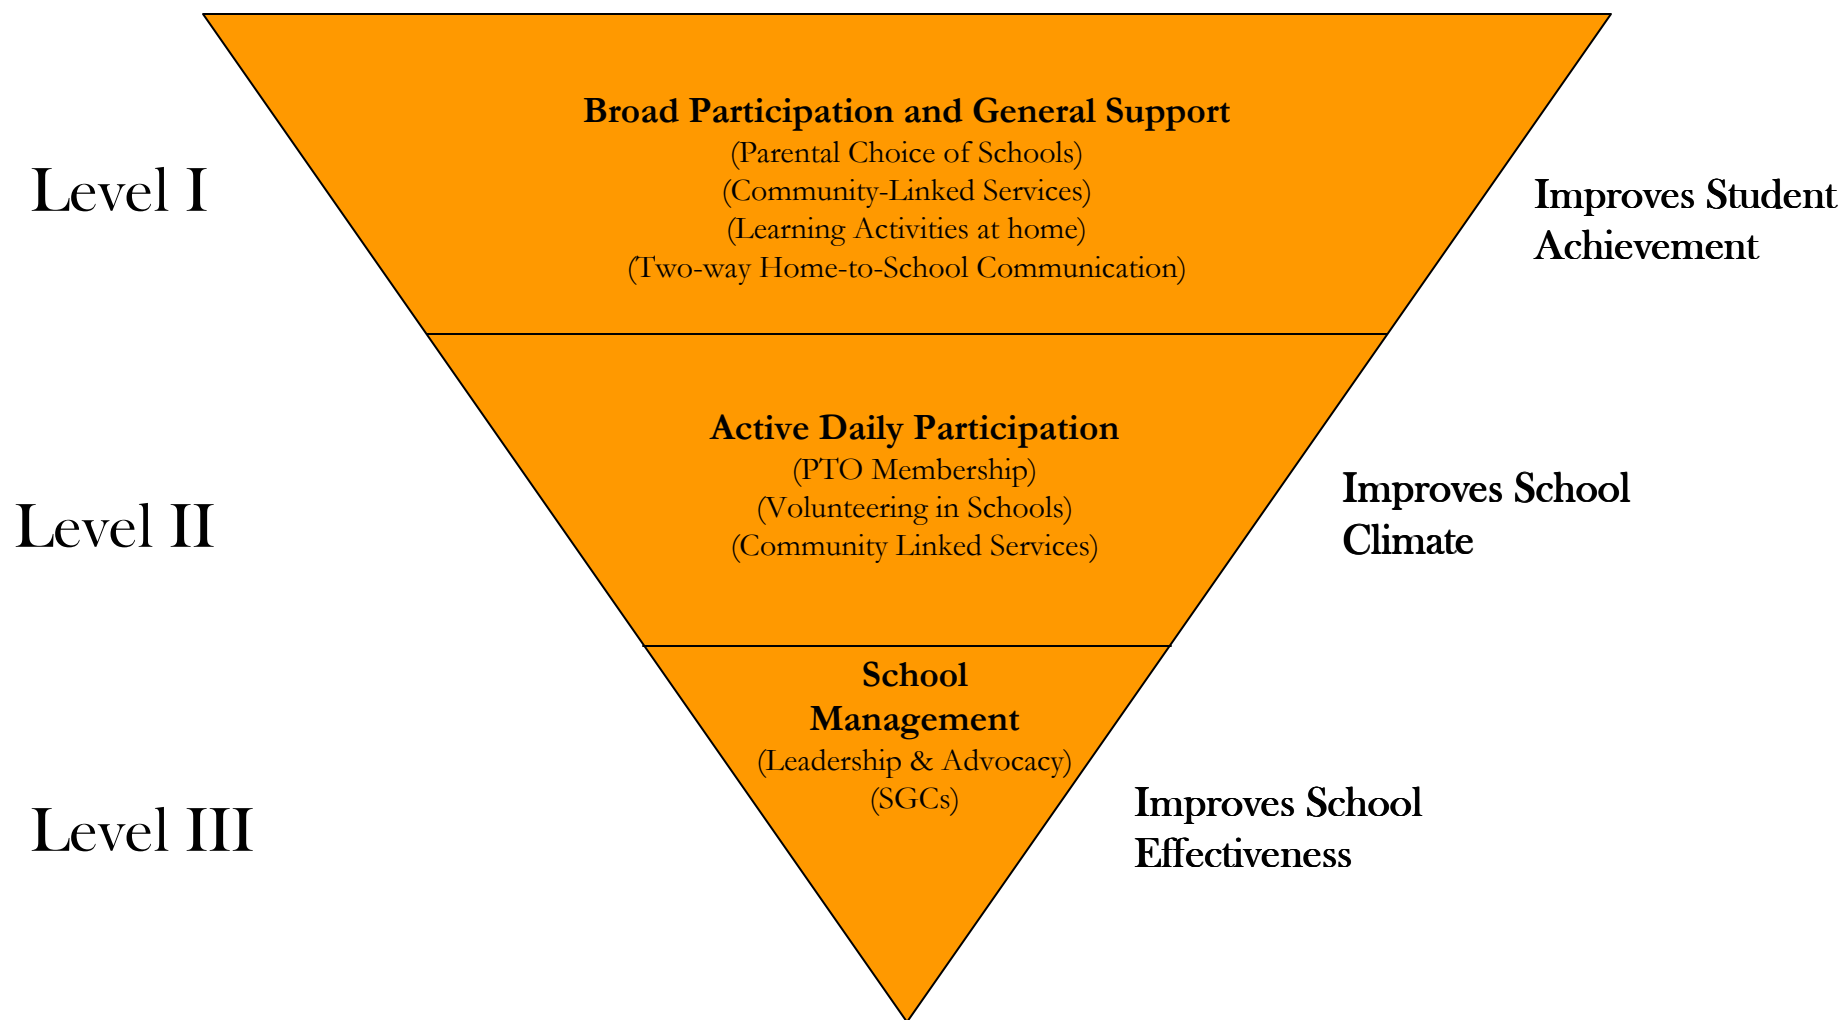 Broad Participation and General Support
(Parental Choice of Schools)
(Community-Linked Services)
(Learning Activities at home)
(Two-way Home-to-School Communication)
Level I
Improves Student
Achievement
Active Daily Participation
(PTO Membership)
(Volunteering in Schools)
(Community Linked Services)
Level II
Improves School
Climate
School
Management
(Leadership & Advocacy)
(SGCs)
Level III
Improves School
Effectiveness